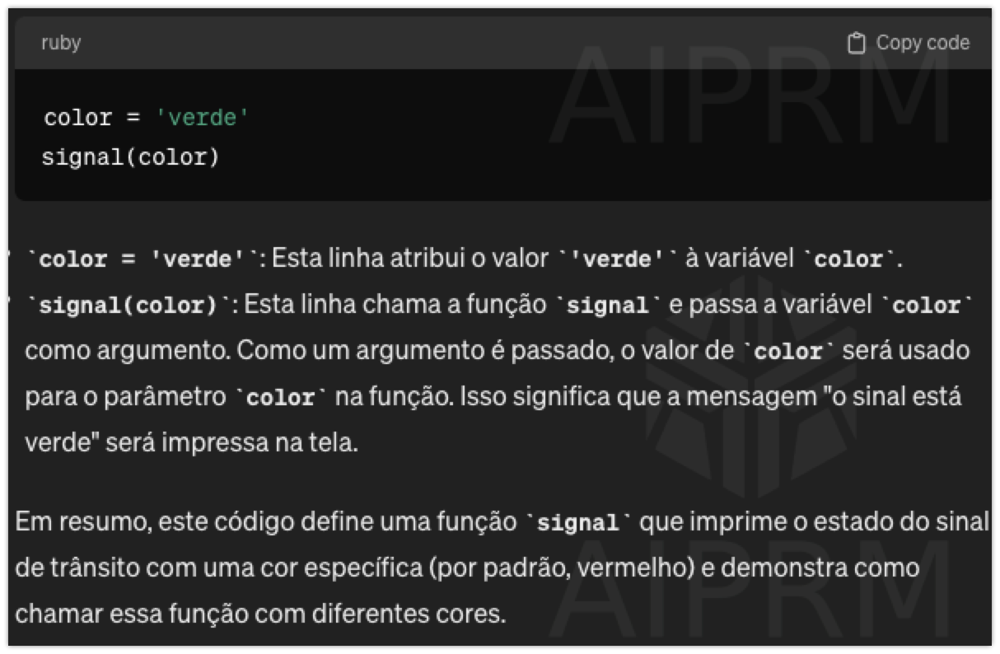 ruby
Copy code
color = 'verde'
signal(color)
`color = 'verde'`: Esta linha atribui o valor `'verde'` à variável `color`.
`signal(color)`: Esta linha chama a função `signal` e passa a variável `color`
como argumento. Como um argumento é passado, o valor de `color` será usado
para o parâmetro `color` na função. Isso significa que a mensagem "o sinal está
verde" será impressa na tela.
Em resumo, este código define uma função `signal` que imprime o estado do sinal
de trânsito com uma cor específica (por padrão, vermelho) e demonstra como
chamar essa função com diferentes cores.
AIPRM
AIPRM